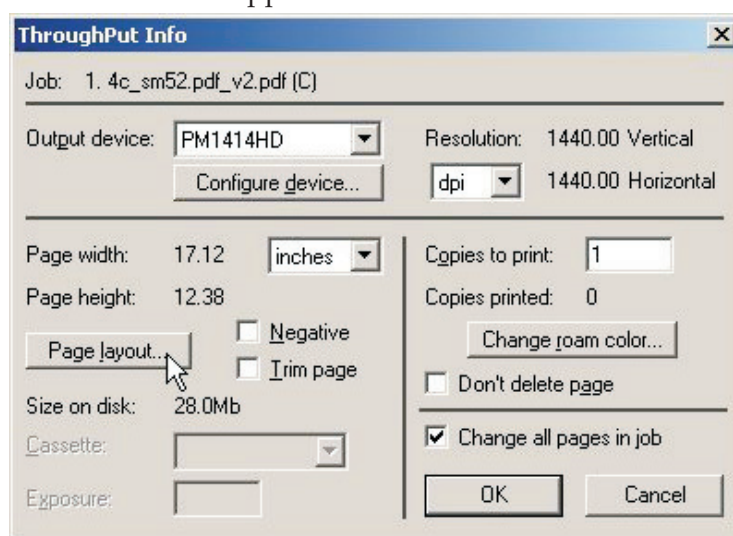 ThroughPut Info
Job: 1. 4c_sm52.pdf_v2.pdf (C)
Output device: PM1414HD
Configure device...
Resolution: 1440.00 Vertical
dpi 1440.00 Horizontal
Page width: 17.12 inches
Page height: 12.38
Negative
Page layout...
Trim page
Size on disk: 28.0Mb
Cassette:
Exposure:
Copies to print: 1
Copies printed: 0
Change roam color...
Don't delete page
Change all pages in job
OK Cancel